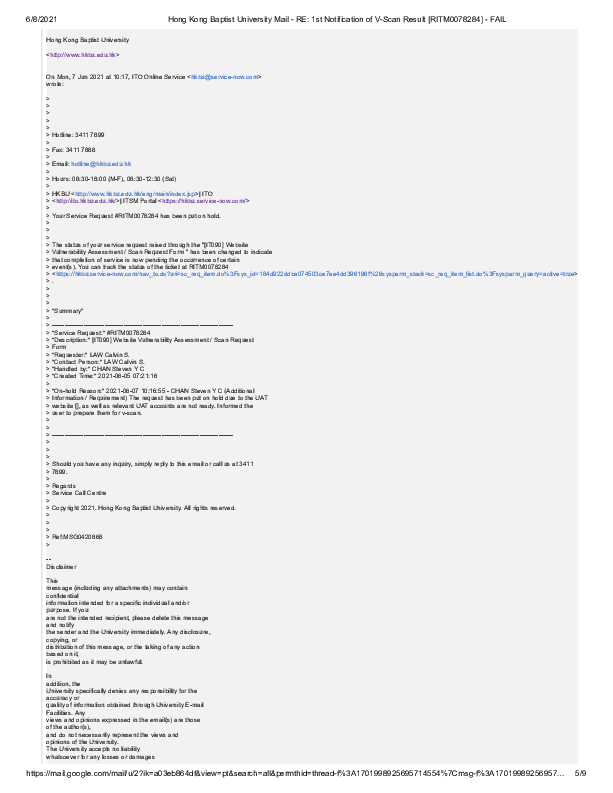 6/8/2021 Hong Kong Baptist University Mail - RE: 1st Notification of V-Scan Result [RITM0078284] - FAIL
Hong Kong Baptist University
<http://www.hkbu.edu.hk>
On Mon, 7 Jun 2021 at 10:17, ITO Online Service <hkbu@service-now.com>
wrote:
>
>
>
>
>
> Hotline: 3411 7899
>
> Fax: 3411 7868
>
> Email: hotline@hkbu.edu.hk
>
> Hours: 08:30-18:00 (M-F), 08:30-12:30 (Sat)
>
> HKBU <http://www.hkbu.edu.hk/eng/main/index.jsp>| ITO
> <http://ito.hkbu.edu.hk/>| ITSM Portal <https://hkbu.service-now.com/>
>
> Your Service Request #RITM0078284 has been put on hold.
>
>
>
> The status of your service request raised through the "[IT090] Website
> Vulnerability Assessment / Scan Request Form " has been changed to indicate
> that completion of service is now pending the occurrence of certain
> event(s). You can track the status of the ticket at RITM0078284
> <https://hkbu.service-now.com/nav_to.do?uri=sc_req_item.do%3Fsys_id=164d922ddba074503ce7ee4dd396198f%26sysparm_stack=sc_req_item_list.do%3Fsysparm_query=active=true>
> .
>
>
> *Summary*
>
> ------------------------------
> *Service Request:* #RITM0078284
> *Description:* [IT090] Website Vulnerability Assessment / Scan Request
> Form
> *Requester:* LAW Calvin S.
> *Contact Person:* LAW Calvin S.
> *Handled by:* CHAN Steven Y C
> *Created Time:* 2021-06-05 07:21:16
>
> *On-hold Reason:* 2021-06-07 10:16:55 - CHAN Steven Y C (Additional
> Information / Requirement) The request has been put on hold due to the UAT
> website [], as well as relevant UAT accounts are not ready. Informed the
> user to prepare them for v-scan.
>
>
> ------------------------------
>
>
>
> Should you have any inquiry, simply reply to this email or call us at 3411
> 7899.
>
> Regards
> Service Call Centre
>
> Copyright 2021. Hong Kong Baptist University. All rights reserved.
>
>
>
> Ref:MSG0420868
>
--
Disclaimer
This
message (including any attachments) may contain
confidential
information intended for a specific individual and/or
purpose. If you
are not the intended recipient, please delete this message
and notify
the sender and the University immediately. Any disclosure,
copying, or
distribution of this message, or the taking of any action
based on it,
is prohibited as it may be unlawful.
In
addition, the
University specifically denies any responsibility for the
accuracy or
quality of information obtained through University E-mail
Facilities. Any
views and opinions expressed in the email(s) are those
of the author(s),
and do not necessarily represent the views and
opinions of the University.
The University accepts no liability
whatsoever for any losses or damages
https://mail.google.com/mail/u/2?ik=a03eb864df&view=pt&search=all&permthid=thread-f%3A1701998925695714554%7Cmsg-f%3A17019989256957... 5/9